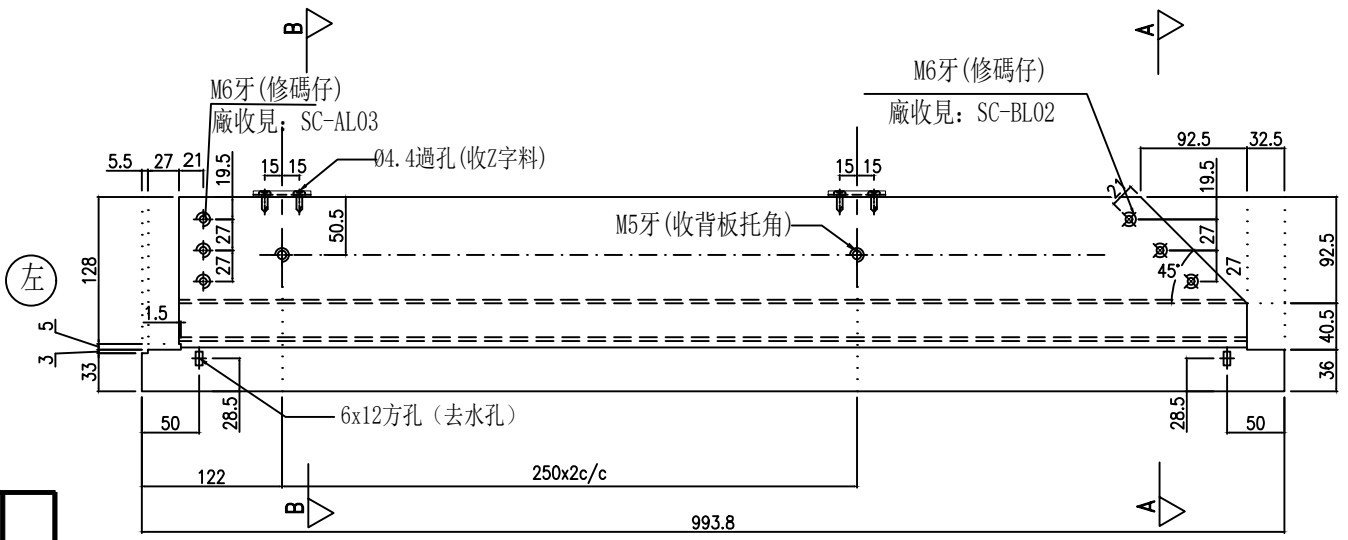 B
A
M6牙(修碼仔)
廠收見: SC-AL03
M6牙(修碼仔)
廠收見: SC-BL02
Ø4.4過孔(收Z字料)
5.5
27
21
19.5
15
15
15
15
92.5
32.5
19.5
21
50.5
M5牙(收背板托角)
27
27
27
27
45°
92.5
128
左
1.5
5
3
33
40.5
36
28.5
28.5
6x12方孔（去水孔）
50
50
122
250x2c/c
B
A
993.8